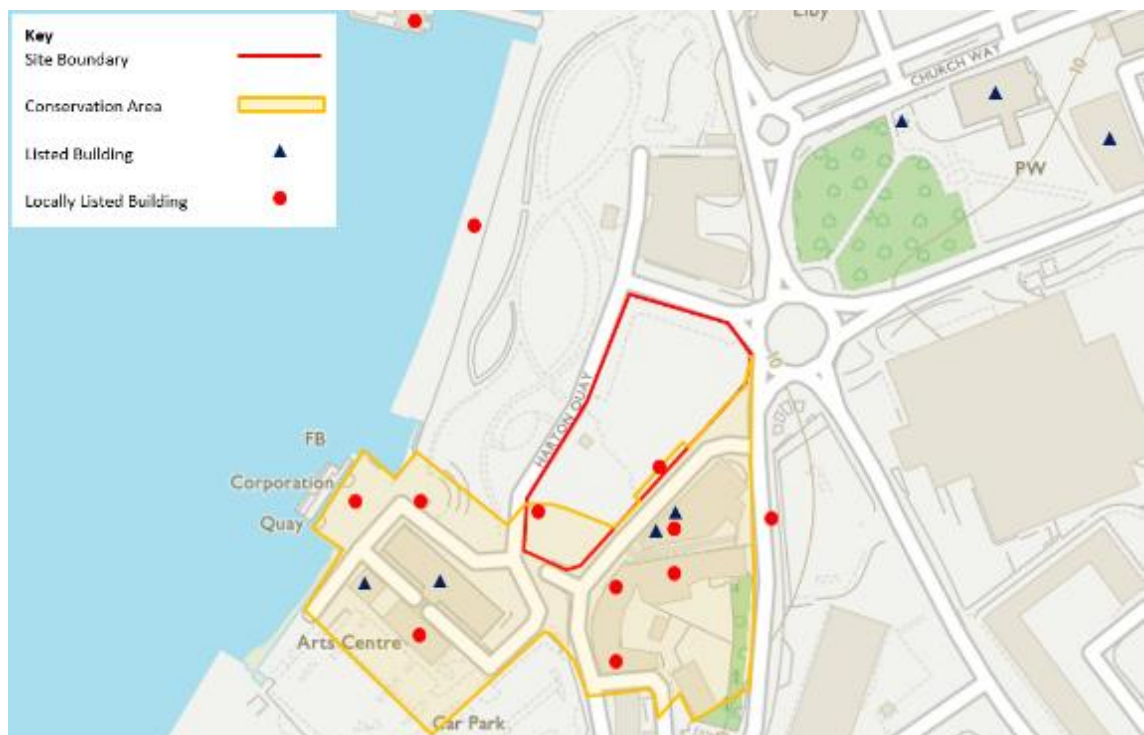 Key
Site Boundary
Conservation Area
Listed Building
Locally Listed Building
CHURCH WAY
10
PW
HARTON QUAY
10
FB
Corporation
Quay
Arts Centre
Car Park